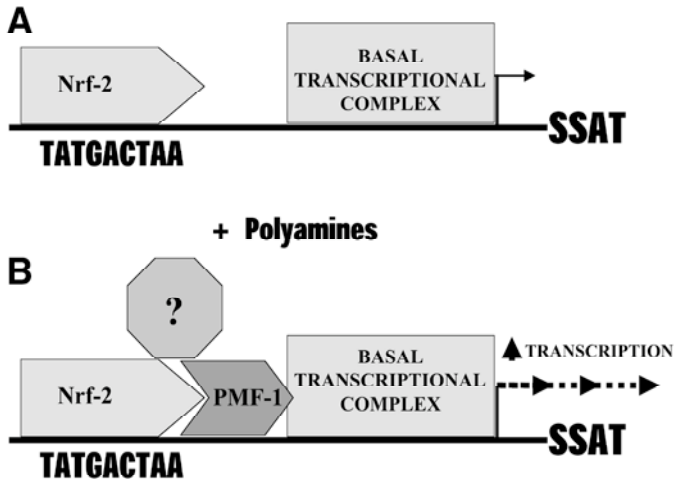 A
Nrf-2
BASAL
TRANSCRIPTIONAL
COMPLEX
SSAT
TATGACTAA
+ Polyamines
B
?
Nrf-2
PMF-1
BASAL
TRANSCRIPTIONAL
COMPLEX
TRANSCRIPTION
SSAT
TATGACTAA